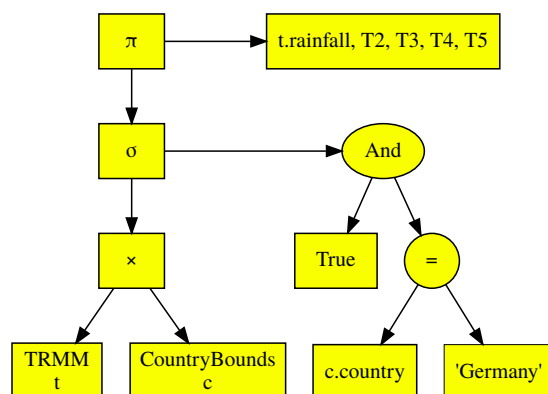 π
t.rainfall, T2, T3, T4, T5
σ
And
×
True
=
TRMM
t
CountryBounds
c
c.country
'Germany'